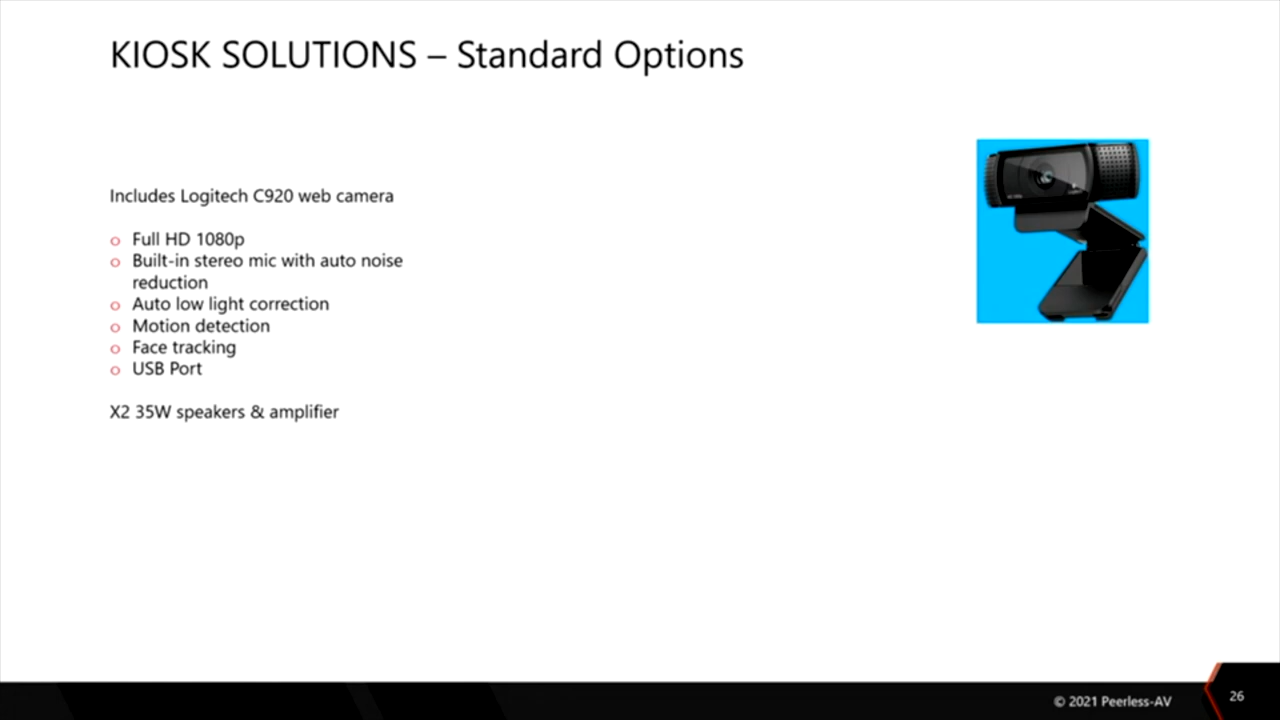 KIOSK SOLUTIONS – Standard Options
Includes Logitech C920 web camera
o Full HD 1080p
o Built-in stereo mic with auto noise
reduction
o Auto low light correction
o Motion detection
o Face tracking
o USB Port
X2 35W speakers & amplifier
© 2021 Peerless-AV
26